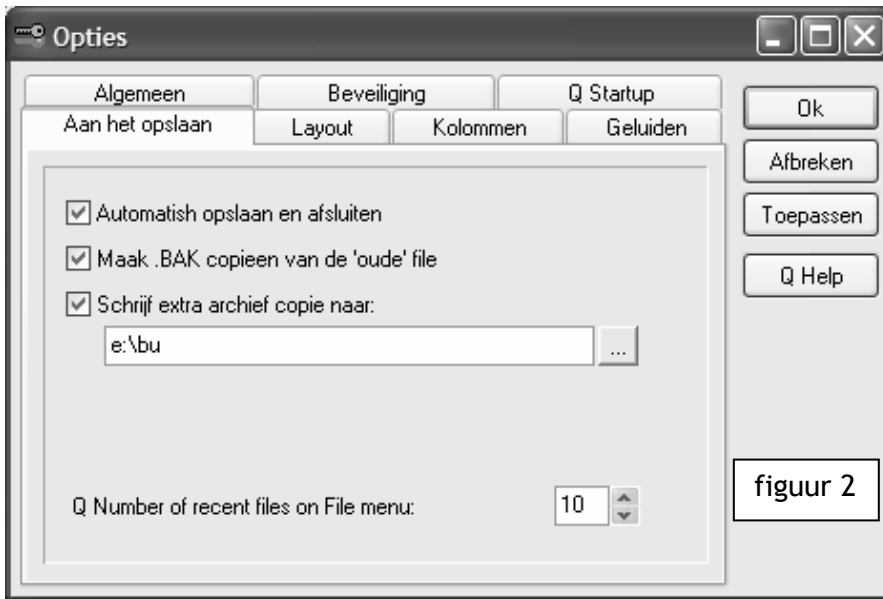 Opties
Algemeen Beveiliging Q Startup
Aan het opslaan Layout Kolommen Geluiden
Ok
Afbreken
Toepassen
Q Help
Automatish opslaan en afsluiten
Maak .BAK copieen van de 'oude' file
Schrijf extra archief copie naar:
e:\bu ...
Q Number of recent files on File menu: 10
figuur 2